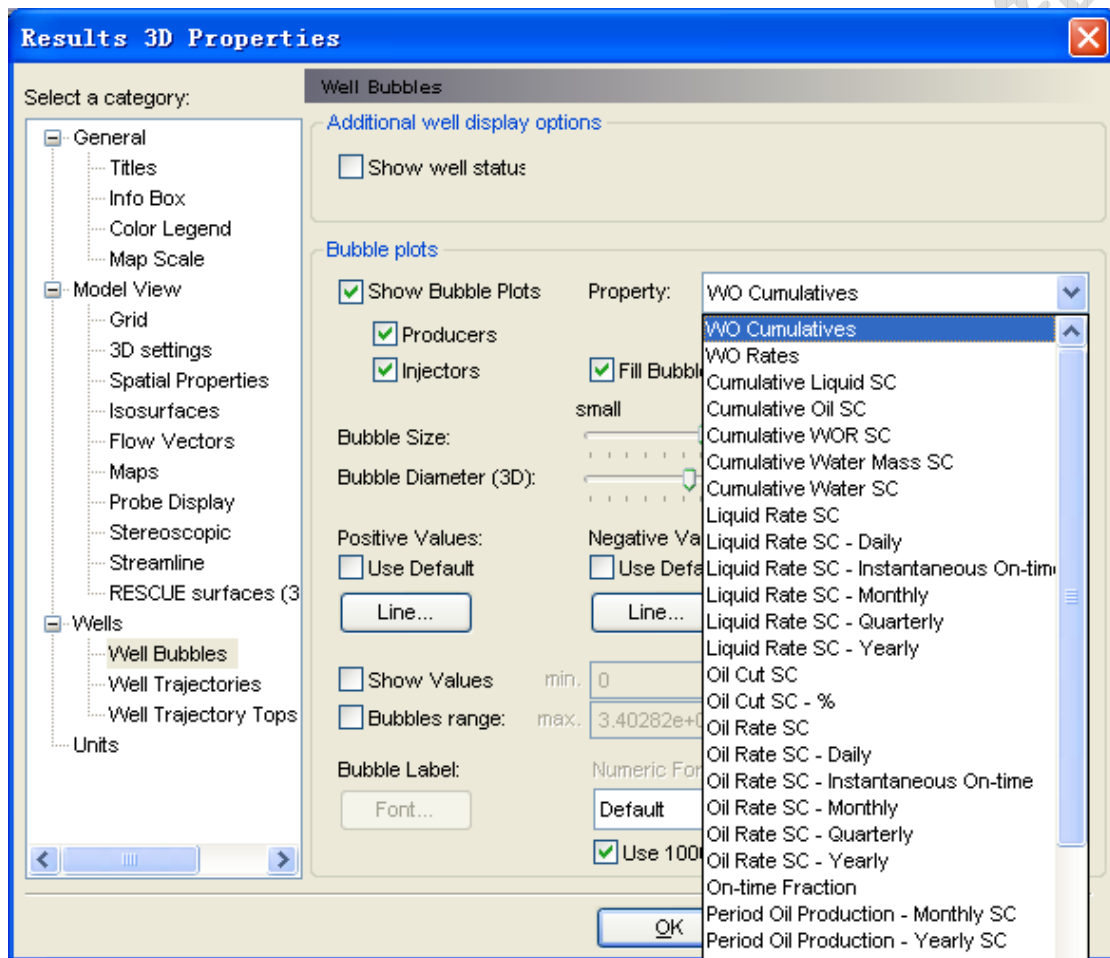 Results 3D Properties
Select a category:
General
Titles
Info Box
Color Legend
Map Scale
Model View
Grid
3D settings
Spatial Properties
Isosurfaces
Flow Vectors
Maps
Probe Display
Stereoscopic
Streamline
RESCUE surfaces (3
Wells
Well Bubbles
Well Trajectories
Well Trajectory Tops
Units
Well Bubbles
Additional well display options
Show well status
Bubble plots
Show Bubble Plots
Property:
WO Cumulatives
Producers
Injectors
Fill Bubbl
small
Bubble Size:
Bubble Diameter (3D):
Positive Values:
Negative Va
Use Default
Use Defa
Line...
Line...
Show Values
min.
0
Bubbles range:
max.
3.40282e+0
Bubble Label:
Numeric For
Font...
Default
Use 100
WO Cumulatives
WO Rates
Cumulative Liquid SC
Cumulative Oil SC
Cumulative WOR SC
Cumulative Water Mass SC
Cumulative Water SC
Liquid Rate SC
Liquid Rate SC - Daily
Liquid Rate SC - Instantaneous On-tim
Liquid Rate SC - Monthly
Liquid Rate SC - Quarterly
Liquid Rate SC - Yearly
Oil Cut SC
Oil Cut SC - %
Oil Rate SC
Oil Rate SC - Daily
Oil Rate SC - Instantaneous On-time
Oil Rate SC - Monthly
Oil Rate SC - Quarterly
Oil Rate SC - Yearly
On-time Fraction
Period Oil Production - Monthly SC
Period Oil Production - Yearly SC
OK